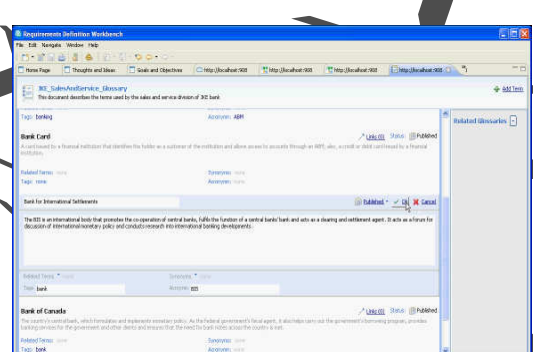 Requirements Definition Workbench
File Edit Navigate Window Help
Home Page Thoughts and Ideas Goals and Objectives http://localhost:908 http://localhost:908 http://localhost:908 http://localhost:908
JKE_SalesAndService_Glossary
Add Term
This document describes the terms used by the sales and service division of JKE bank.
Tags: banking Acronym: ABM
Related Glossaries
Bank Card Links (0) Status: Published
A card issued by a financial institution that identifies the holder as a customer of the institution and allows access to accounts through an ABM; also, a credit or debit card issued by a financial
institution.
Related Terms: none
Tags: none Acronym: none
Bank for International Settlements Published OK Cancel
The BIS is an international body that promotes the co-operation of central banks, fulfils the function of a central banks' bank and acts as a clearing and settlement agent. It acts as a forum for
discussion of international monetary policy and conducts research into international banking developments.
Related Terms: none Synonyms: none
Tags: bank Acronym: BIS
Bank of Canada Links (0) Status: Published
The country's central bank, which formulates and implements monetary policy. As the federal government's fiscal agent, it also helps carry out the government's borrowing program, provides
banking services for the government and other clients and ensures that the need for bank notes across the country is met.
Related Terms: none Synonyms: none
Tags: bank Acronym: none